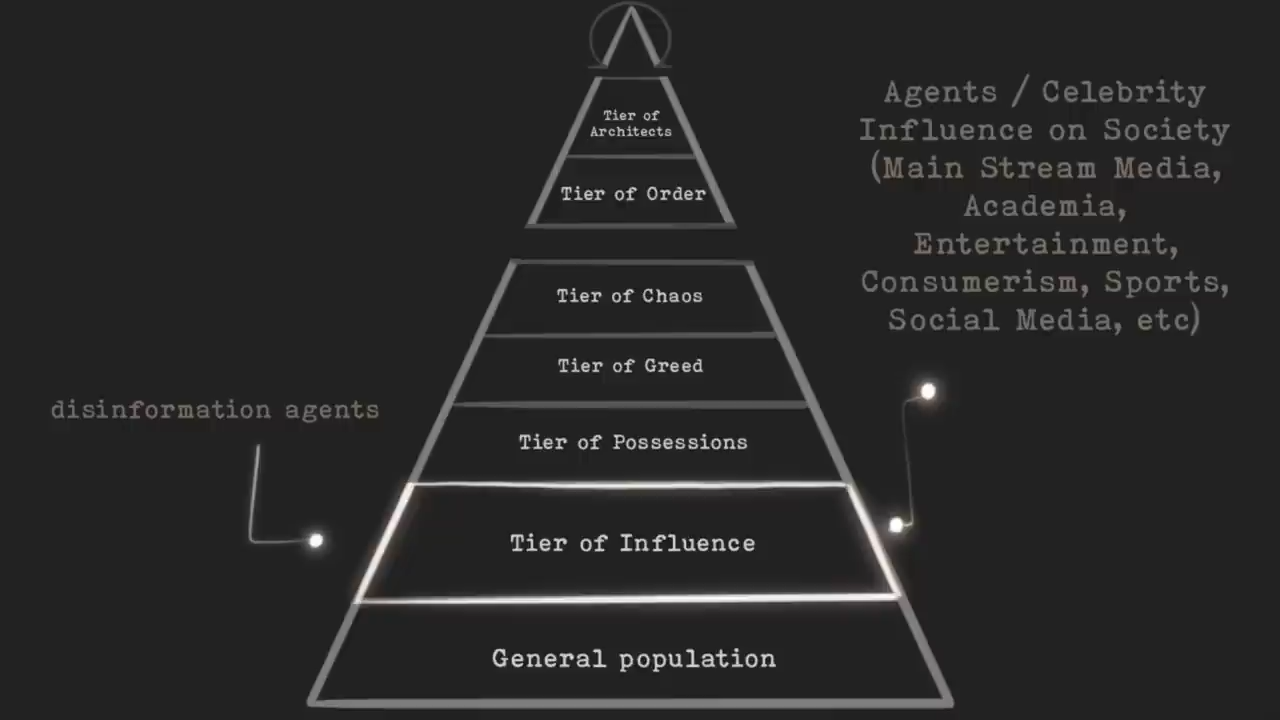 Tier of
Architects
Tier of Order
Tier of Chaos
Tier of Greed
Tier of Possessions
Tier of Influence
General population
disinformation agents
Agents / Celebrity
Influence on Society
(Main Stream Media,
Academia,
Entertainment,
Consumerism, Sports,
Social Media, etc)